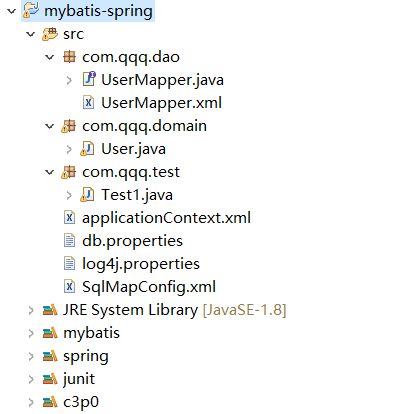 mybatis-spring
src
com.qqq.dao
UserMapper.java
UserMapper.xml
com.qqq.domain
User.java
com.qqq.test
Test1.java
applicationContext.xml
db.properties
log4j.properties
SqlMapConfig.xml
JRE System Library [JavaSE-1.8]
mybatis
spring
junit
c3p0